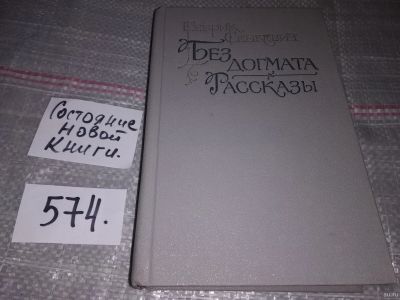 Генрик
Сенкевич
Без
догмата
Рассказы
Состояние
новой
книги.
574.